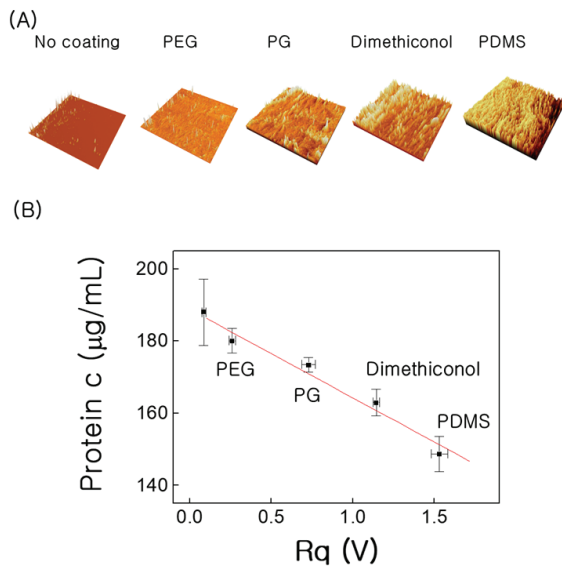 (A)
No coating PEG PG Dimethiconol PDMS
(B)
Protein c (μg/mL)
200
180
160
140
PEG
PG
Dimethiconol
PDMS
0.0 0.5 1.0 1.5
Rq (V)